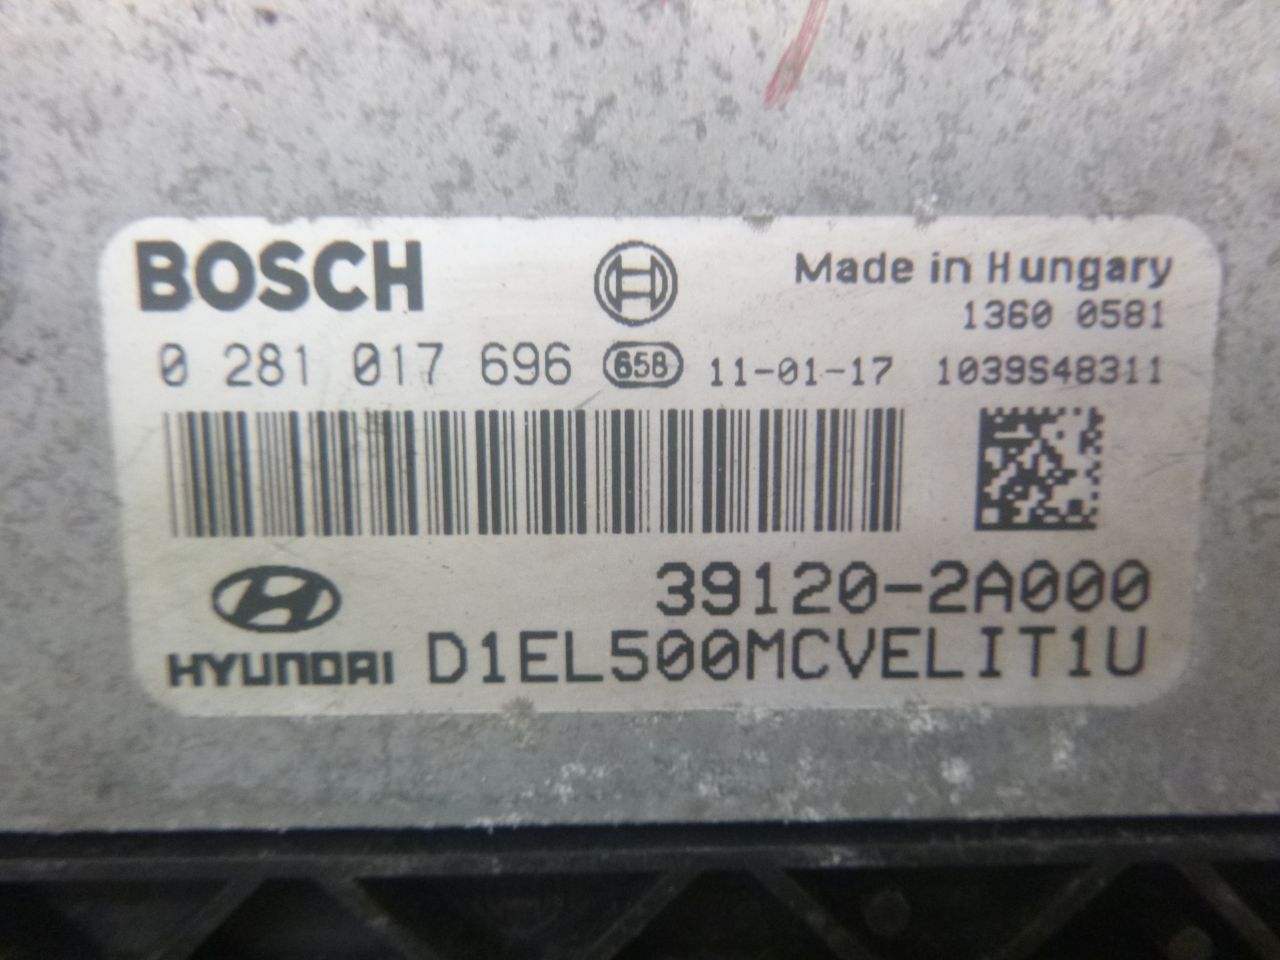 BOSCH
Made in Hungary
1360 0581
0 281 017 696 658 11-01-17 1039S48311
39120-2A000
HYUNDAI D1EL500MCVELIT1U